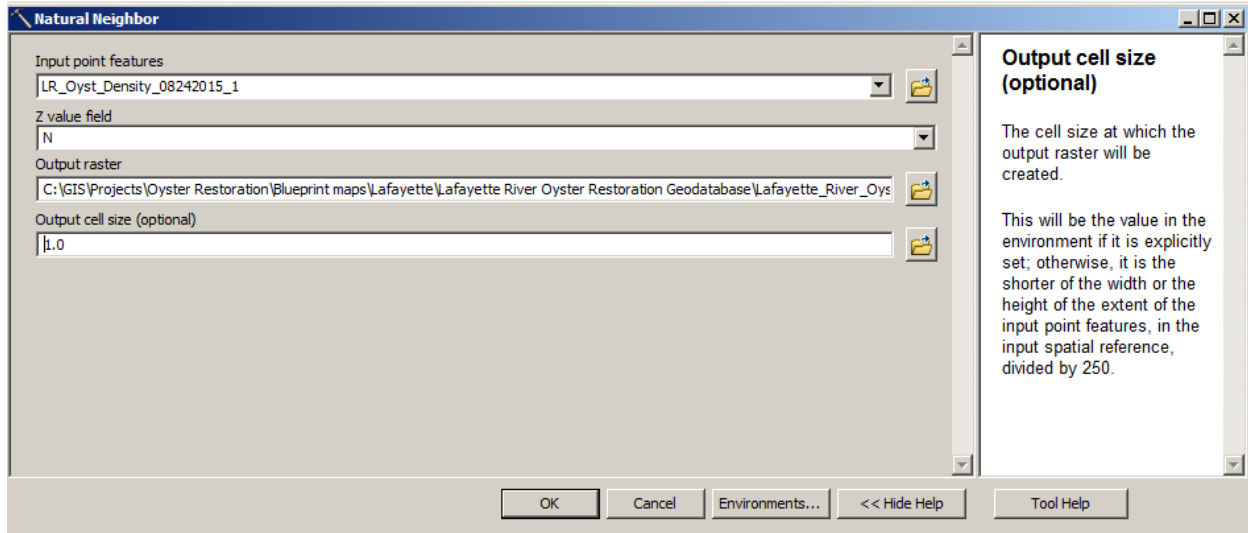 Natural Neighbor
Input point features
LR_Oyst_Density_08242015_1
Z value field
N
Output raster
C:\GIS\Projects\Oyster Restoration\Blueprint maps\Lafayette\Lafayette River Oyster Restoration Geodatabase\Lafayette_River_Oys
Output cell size (optional)
1.0
Output cell size
(optional)
The cell size at which the
output raster will be
created.
This will be the value in the
environment if it is explicitly
set; otherwise, it is the
shorter of the width or the
height of the extent of the
input point features, in the
input spatial reference,
divided by 250.
OK
Cancel
Environments...
<< Hide Help
Tool Help